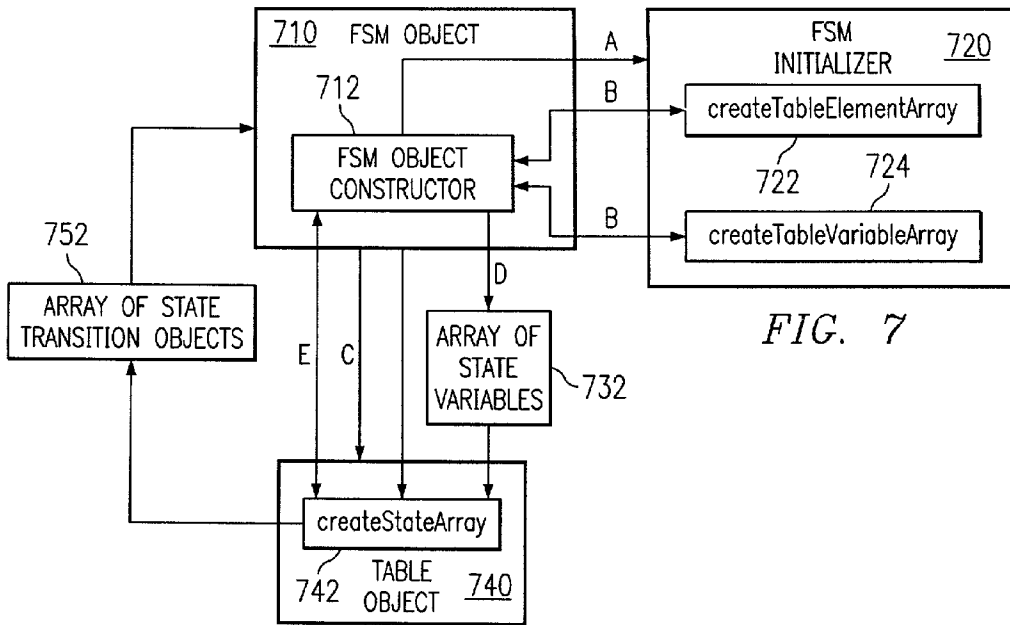 710 FSM OBJECT
A
FSM
INITIALIZER
720
712
B
createTableElementArray
FSM OBJECT
CONSTRUCTOR
722
724
752
B
createTableVariableArray
D
ARRAY OF STATE
TRANSITION OBJECTS
E
C
ARRAY OF
STATE
VARIABLES
732
FIG. 7
createStateArray
742
TABLE
OBJECT
740